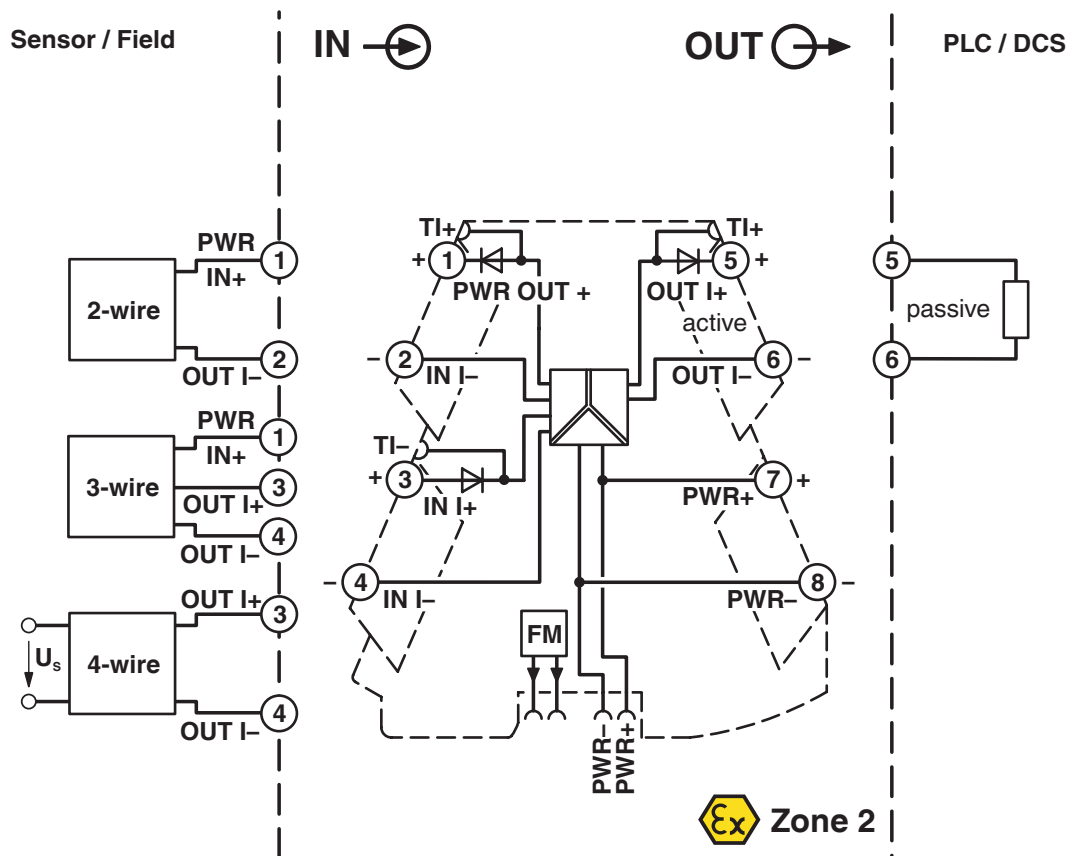 Sensor / Field
IN
OUT
PLC / DCS
TI+
TI+
+ 1
5 +
PWR OUT +
OUT I+
active
– 2
IN I–
6 –
OUT I–
TI–
+ 3
IN I+
7 +
PWR+
– 4
IN I–
8 –
PWR–
FM
PWR–
PWR+
2-wire
PWR
1
IN+
2
OUT I–
3-wire
PWR
1
IN+
3
OUT I+
4
OUT I–
Us
4-wire
OUT I+
3
4
OUT I–
5
passive
6
Ex Zone 2